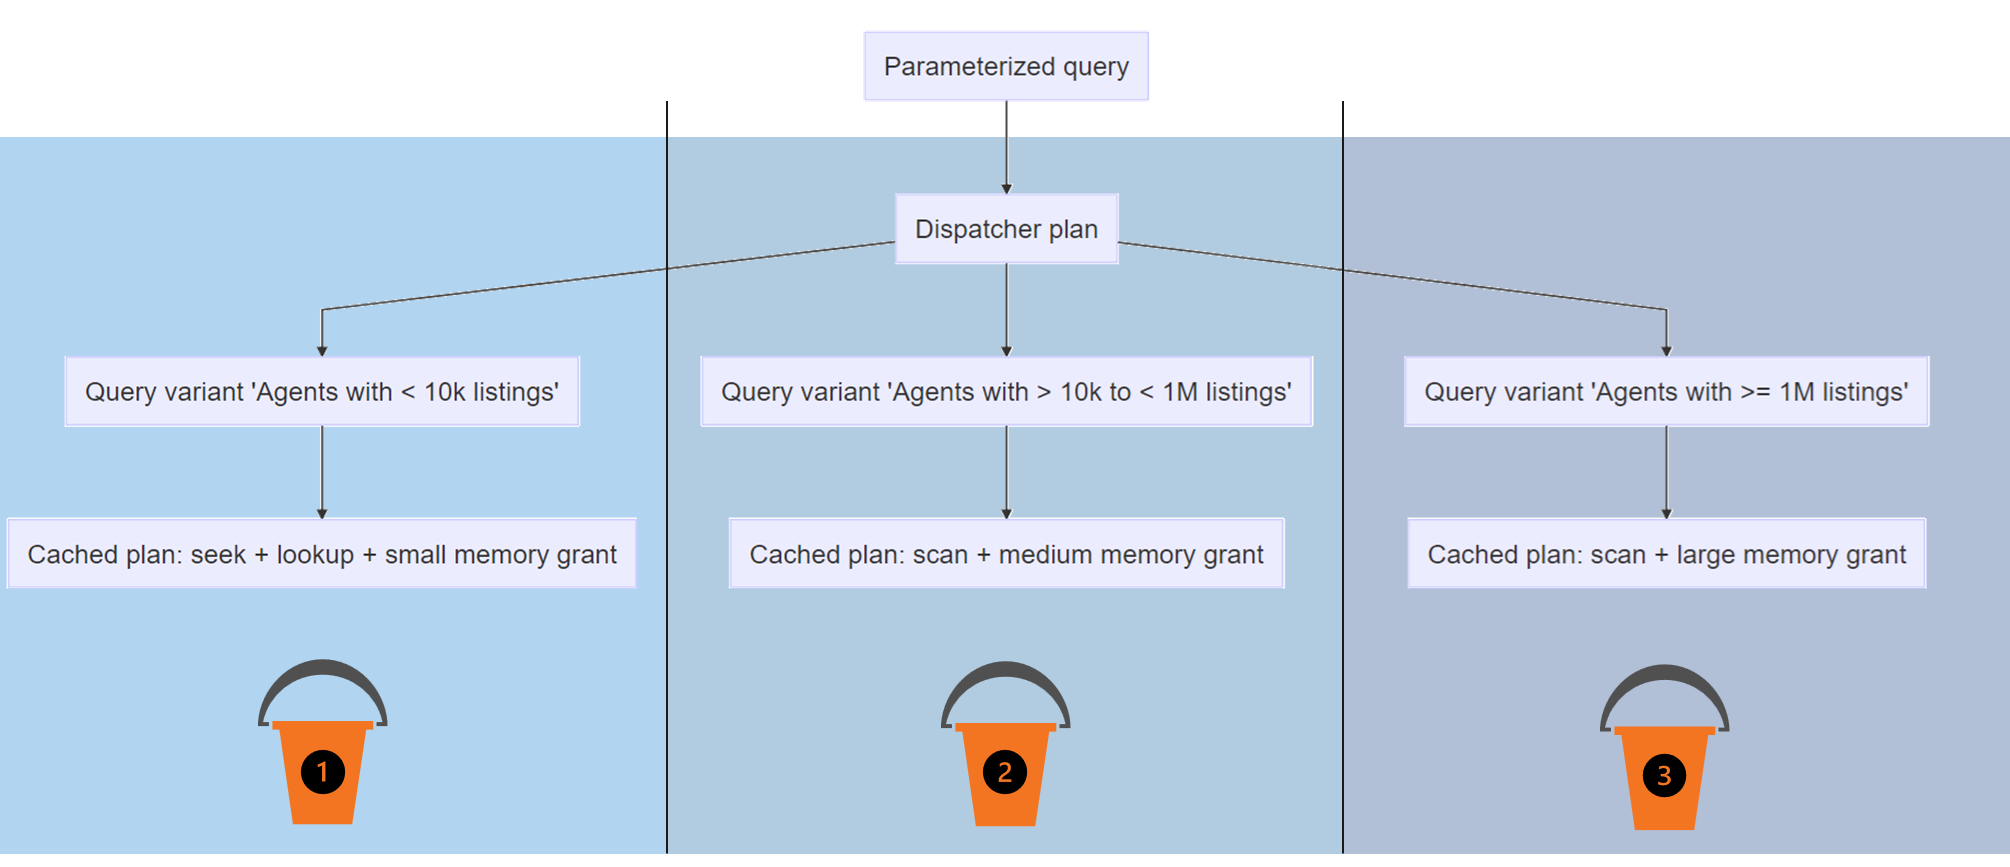 Parameterized query
Dispatcher plan
Query variant 'Agents with < 10k listings'
Query variant 'Agents with > 10k to < 1M listings'
Query variant 'Agents with >= 1M listings'
Cached plan: seek + lookup + small memory grant
Cached plan: scan + medium memory grant
Cached plan: scan + large memory grant
1
2
3